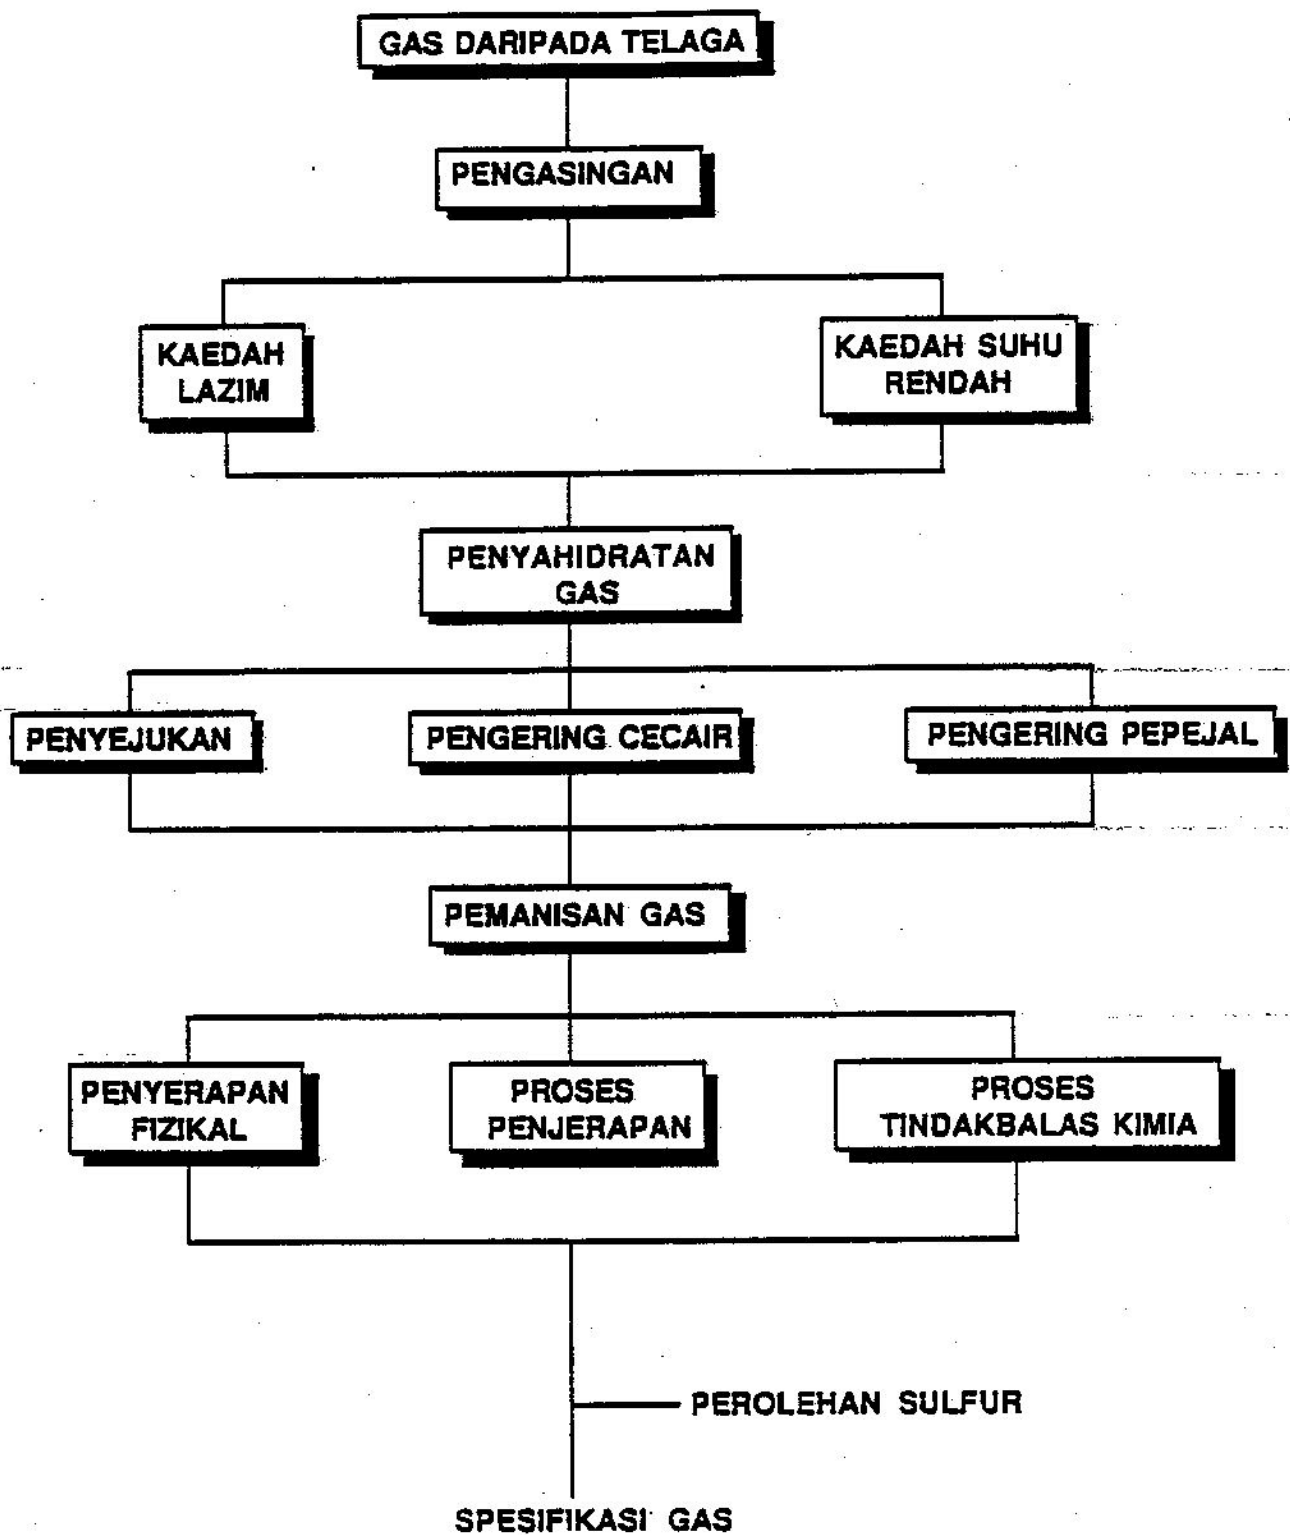 GAS DARIPADA TELAGA
PENGASINGAN
KAEDAH
LAZIM
KAEDAH SUHU
RENDAH
PENYAHIDRATAN
GAS
PENYEJUKAN
PENGERING CECAIR
PENGERING PEPEJAL
PEMANISAN GAS
PENYERAPAN
FIZIKAL
PROSES
PENJERAPAN
PROSES
TINDAKBALAS KIMIA
PEROLEHAN SULFUR
SPESIFIKASI GAS